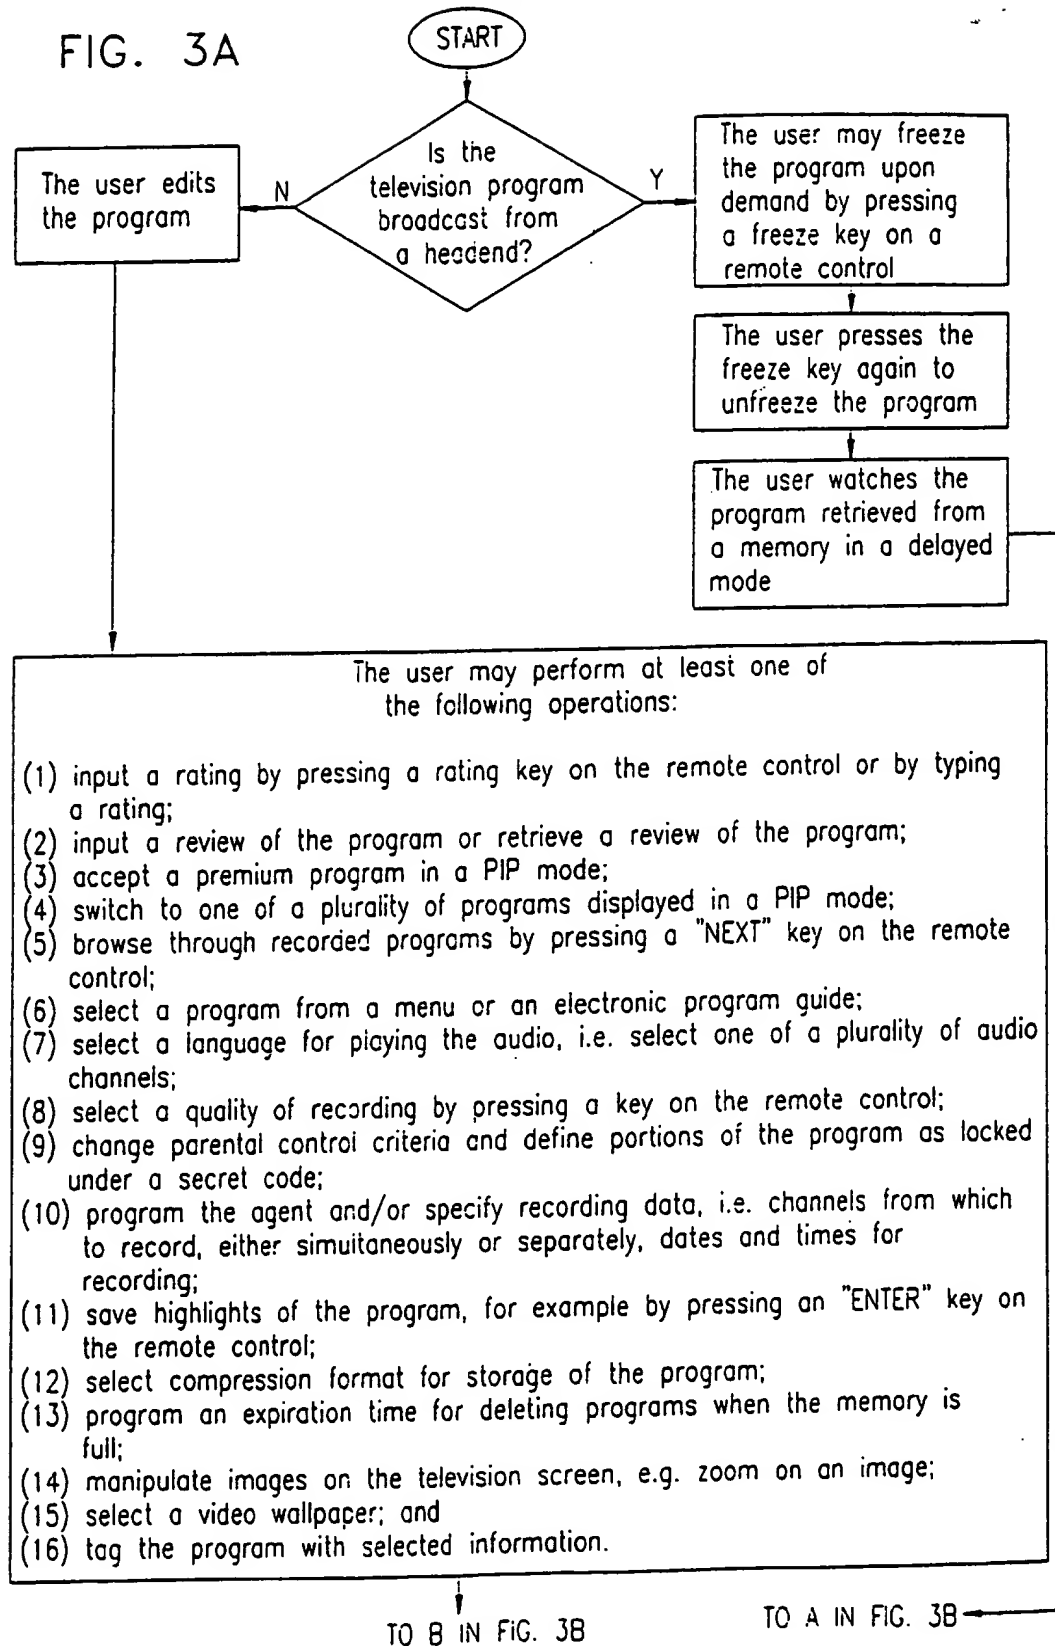 FIG. 3A
START
Is the
television program
broadcast from
a headend?
N
Y
The user edits
the program
The user may freeze
the program upon
demand by pressing
a freeze key on a
remote control
The user presses the
freeze key again to
unfreeze the program
The user watches the
program retrieved from
a memory in a delayed
mode
The user may perform at least one of
the following operations:
(1) input a rating by pressing a rating key on the remote control or by typing
a rating;
(2) input a review of the program or retrieve a review of the program;
(3) accept a premium program in a PIP mode;
(4) switch to one of a plurality of programs displayed in a PIP mode;
(5) browse through recorded programs by pressing a "NEXT" key on the remote
control;
(6) select a program from a menu or an electronic program guide;
(7) select a language for playing the audio, i.e. select one of a plurality of audio
channels;
(8) select a quality of recording by pressing a key on the remote control;
(9) change parental control criteria and define portions of the program as locked
under a secret code;
(10) program the agent and/or specify recording data, i.e. channels from which
to record, either simultaneously or separately, dates and times for
recording;
(11) save highlights of the program, for example by pressing an "ENTER" key on
the remote control;
(12) select compression format for storage of the program;
(13) program an expiration time for deleting programs when the memory is
full;
(14) manipulate images on the television screen, e.g. zoom on an image;
(15) select a video wallpaper; and
(16) tag the program with selected information.
TO B IN FIG. 3B
TO A IN FIG. 3B